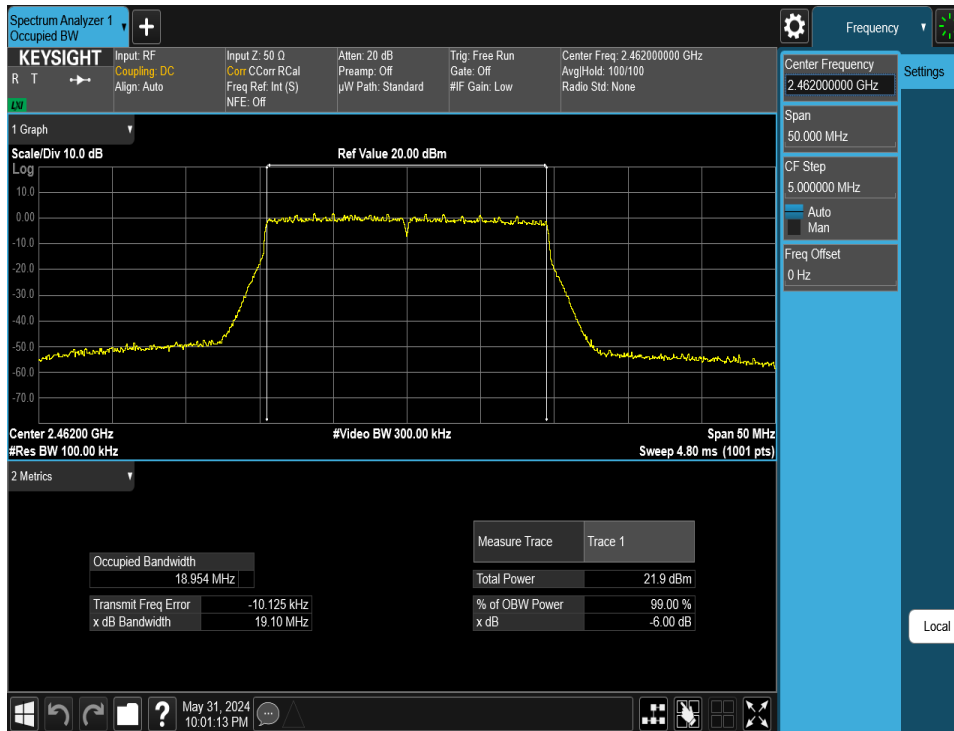 Spectrum Analyzer 1
Occupied BW
+
Frequency
KEYSIGHT
R T
LXI
Input: RF
Coupling: DC
Align: Auto
Input Z: 50 Ω
Corr CCorr RCal
Freq Ref: Int (S)
NFE: Off
Atten: 20 dB
Preamp: Off
µW Path: Standard
Trig: Free Run
Gate: Off
#IF Gain: Low
Center Freq: 2.462000000 GHz
Avg|Hold: 100/100
Radio Std: None
Center Frequency
2.462000000 GHz
Settings
Span
50.000 MHz
CF Step
5.000000 MHz
Auto
Man
Freq Offset
0 Hz
Local
1 Graph
Scale/Div 10.0 dB
Ref Value 20.00 dBm
Log
10.0
0.00
-10.0
-20.0
-30.0
-40.0
-50.0
-60.0
-70.0
Center 2.46200 GHz
#Video BW 300.00 kHz
Span 50 MHz
#Res BW 100.00 kHz
Sweep 4.80 ms (1001 pts)
2 Metrics
Occupied Bandwidth
18.954 MHz
Transmit Freq Error -10.125 kHz
x dB Bandwidth 19.10 MHz
Measure Trace Trace 1
Total Power 21.9 dBm
% of OBW Power 99.00 %
x dB -6.00 dB
?
May 31, 2024
10:01:13 PM